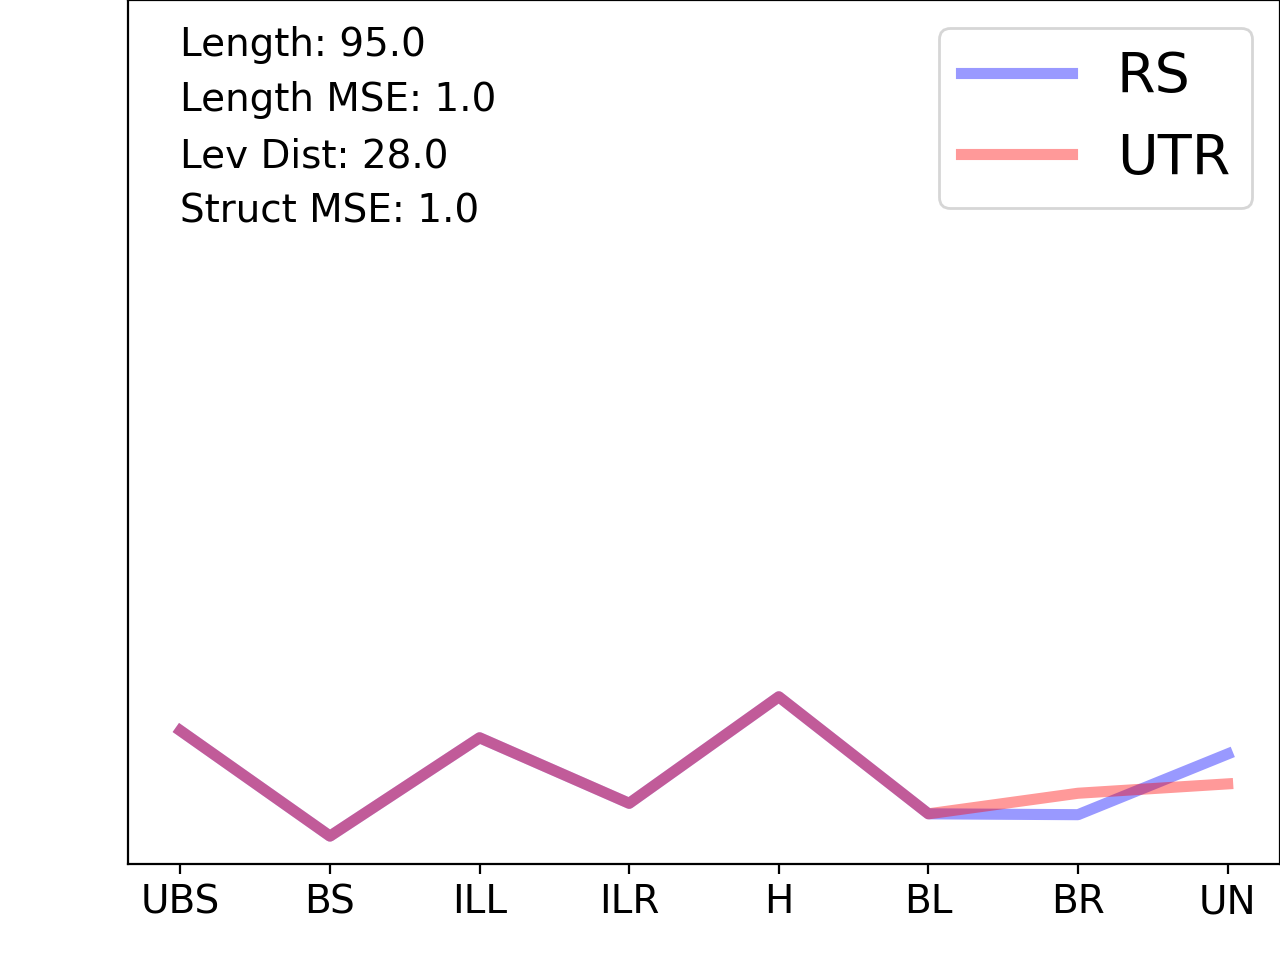 Length: 95.0
Length MSE: 1.0
Lev Dist: 28.0
Struct MSE: 1.0
RS
UTR
UBS BS ILL ILR H BL BR UN